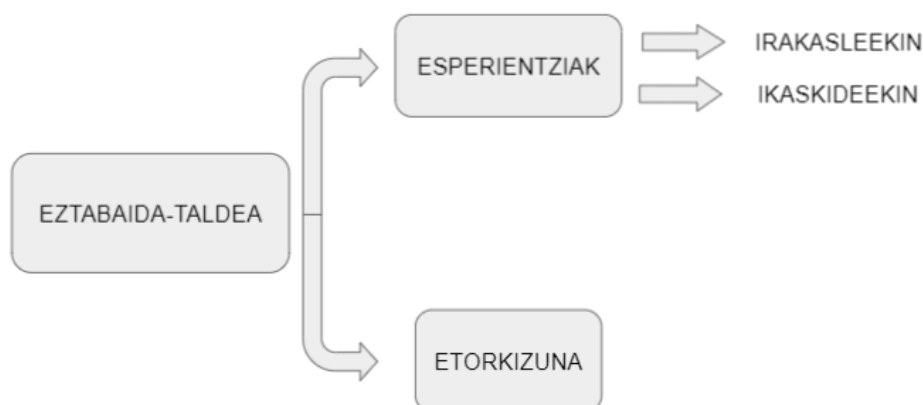 ESPERIENTZIAK
IRAKASLEEKIN
IKASKIDEEKIN
EZTABAIDA-TALDEA
ETORKIZUNA